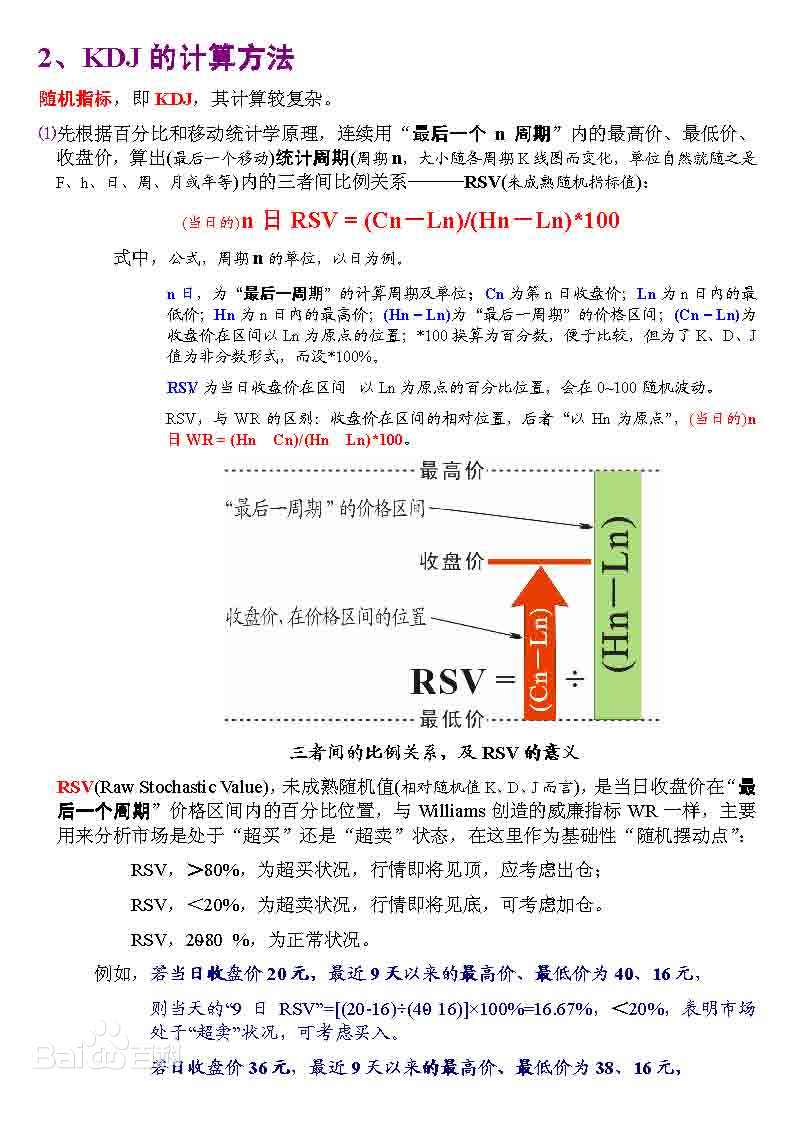 2、KDJ 的计算方法
随机指标，即 KDJ，其计算较复杂。
⑴先根据百分比和移动统计学原理，连续用“最后一个 n 周期”内的最高价、最低价、
收盘价，算出(最后一个移动)统计周期(周期 n，大小随各周期 K 线图而变化，单位自然就随之是
F、h、日、周、月或年等)内的三者间比例关系———RSV(未成熟随机指标值)：
(当日的)n 日 RSV = (Cn－Ln)/(Hn－Ln)*100
式中，公式，周期 n 的单位，以日为例。
n 日，为“最后一周期”的计算周期及单位；Cn 为第 n 日收盘价；Ln 为 n 日内的最
低价；Hn 为 n 日内的最高价；(Hn－Ln)为“最后一周期”的价格区间；(Cn－Ln)为
收盘价在区间以 Ln 为原点的位置；*100 换算为百分数，便于比较，但为了 K、D、J
值为非分数形式，而没*100%。
RSV 为当日收盘价在区间 以 Ln 为原点的百分比位置，会在 0~100 随机波动。
RSV，与 WR 的区别：收盘价在区间的相对位置，后者“以 Hn 为原点”，(当日的)n
日 WR = (Hn Cn)/(Hn Ln)*100。
最高价
“最后一周期”的价格区间
收盘价
收盘价,在价格区间的位置
RSV = (Cn－Ln) ÷ (Hn－Ln)
最低价
三者间的比例关系，及 RSV 的意义
RSV(Raw Stochastic Value)，未成熟随机值(相对随机值 K、D、J 而言)，是当日收盘价在“最
后一个周期”价格区间内的百分比位置，与 Williams 创造的威廉指标 WR 一样，主要
用来分析市场是处于“超买”还是“超卖”状态，在这里作为基础性“随机摆动点”：
RSV，＞80%，为超买状况，行情即将见顶，应考虑出仓；
RSV，＜20%，为超卖状况，行情即将见底，可考虑加仓。
RSV，2080 %，为正常状况。
例如，若当日收盘价 20 元，最近 9 天以来的最高价、最低价为 40、16 元，
则当天的“9 日 RSV”=[(20-16)÷(40 16)]×100%=16.67%，＜20%，表明市场
处于“超卖”状况，可考虑买入。
Baidu百科
若日收盘价 36 元，最近 9 天以来的最高价、最低价为 38、16 元，